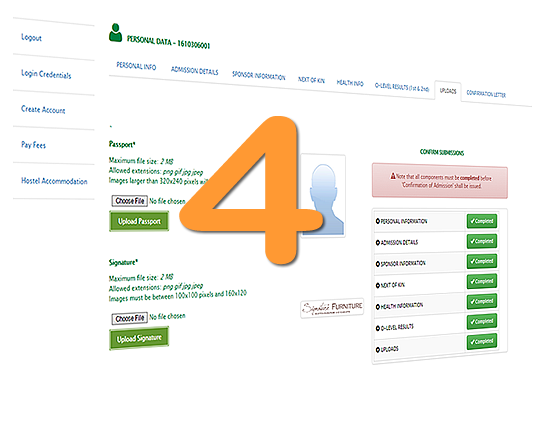 Logout
Login Credentials
Create Account
Pay Fees
Hostel Accommodation
PERSONAL DATA - 1610306001
PERSONAL INFO
ADMISSION DETAILS
SPONSOR INFORMATION
NEXT OF KIN
HEALTH INFO
O-LEVEL RESULTS (1st & 2nd)
UPLOADS
CONFIRMATION LETTER
Passport*
Maximum file size: 2 MB
Allowed extensions: png gif jpg jpeg
Images larger than 320x240 pixels
Choose File No file chosen
Upload Passport
4
Signature*
Maximum file size: 2 MB
Allowed extensions: png gif jpg jpeg
Images must be between 100x100 pixels and 160x120
Choose File No file chosen
Upload Signature
FURNITURE
CONFIRM SUBMISSIONS
Note that all components must be completed before
'Confirmation of Admission' shall be issued.
PERSONAL INFORMATION Completed
ADMISSION DETAILS Completed
SPONSOR INFORMATION Completed
NEXT OF KIN Completed
HEALTH INFORMATION Completed
O-LEVEL RESULTS Completed
UPLOADS Completed